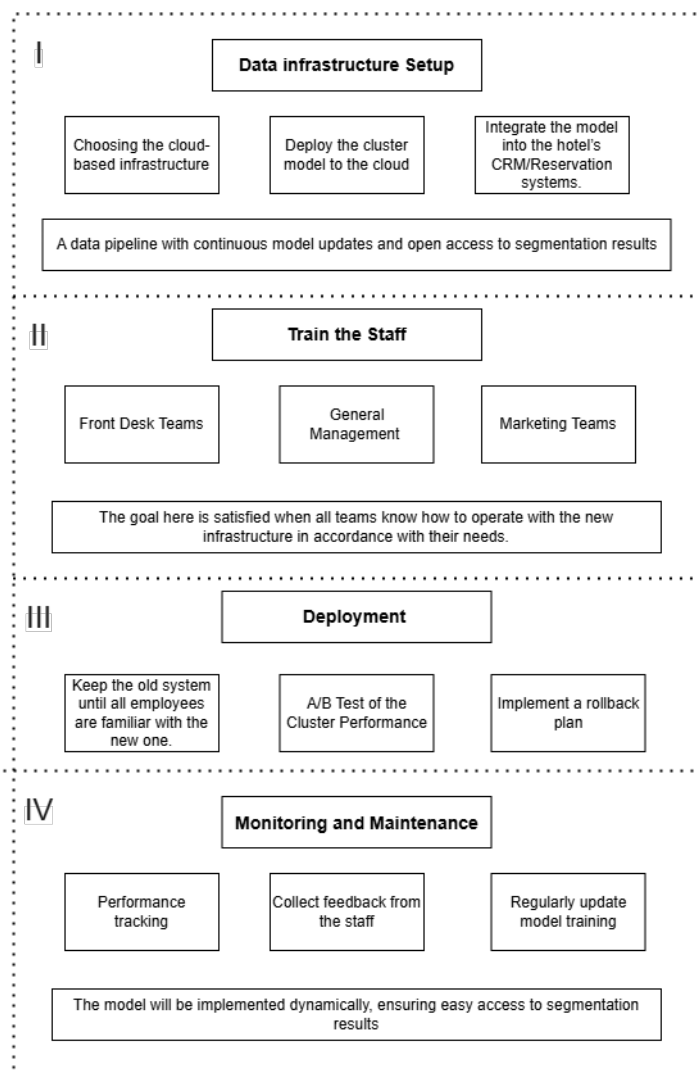 I
Data infrastructure Setup
Choosing the cloud-
based infrastructure
Deploy the cluster
model to the cloud
Integrate the model
into the hotel's
CRM/Reservation
systems.
A data pipeline with continuous model updates and open access to segmentation results
II
Train the Staff
Front Desk Teams
General
Management
Marketing Teams
The goal here is satisfied when all teams know how to operate with the new
infrastructure in accordance with their needs.
III
Deployment
Keep the old system
until all employees
are familiar with the
new one.
A/B Test of the
Cluster Performance
Implement a rollback
plan
IV
Monitoring and Maintenance
Performance
tracking
Collect feedback from
the staff
Regularly update
model training
The model will be implemented dynamically, ensuring easy access to segmentation
results